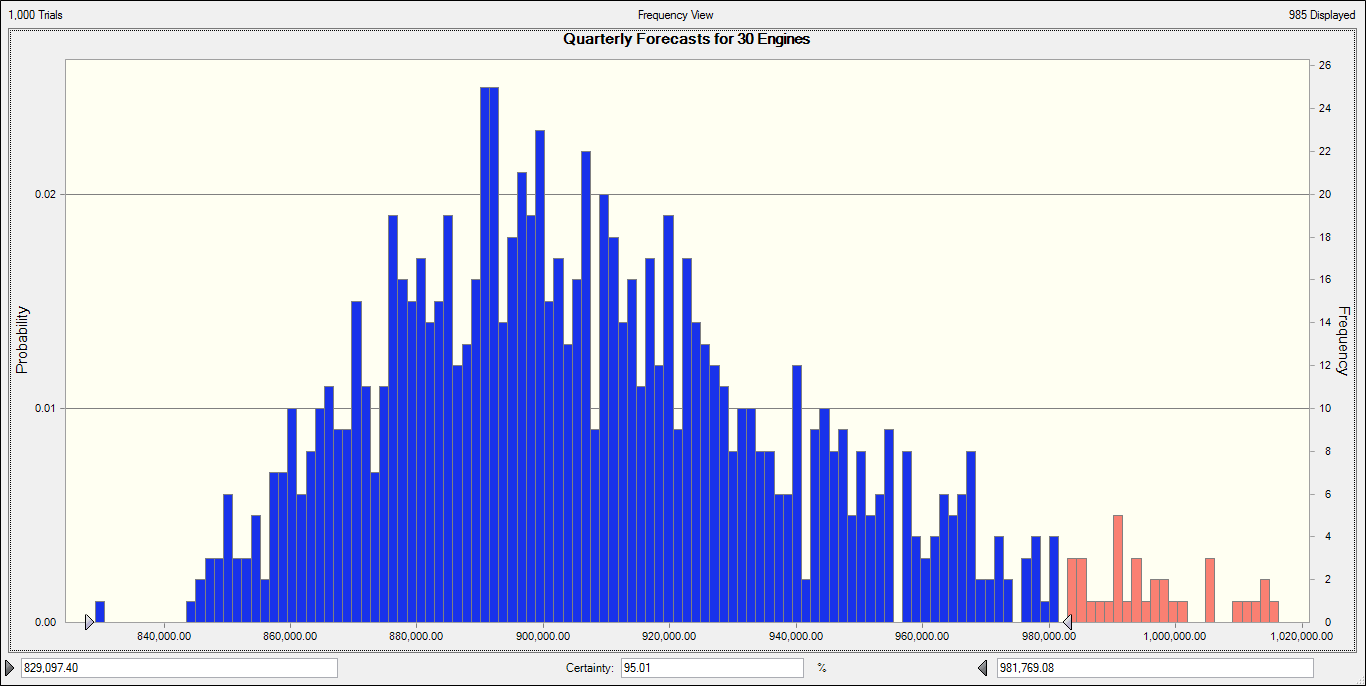 1,000 Trials Frequency View 985 Displayed
Quarterly Forecasts for 30 Engines
Probability
0.02
0.01
0.00
26
24
22
20
18
16
14
12
10
8
6
4
2
0
Frequency
840,000.00 860,000.00 880,000.00 900,000.00 920,000.00 940,000.00 960,000.00 980,000.00 1,000,000.00 1,020,000.00
829,097.40 Certainty: 95.01 % 981,769.08